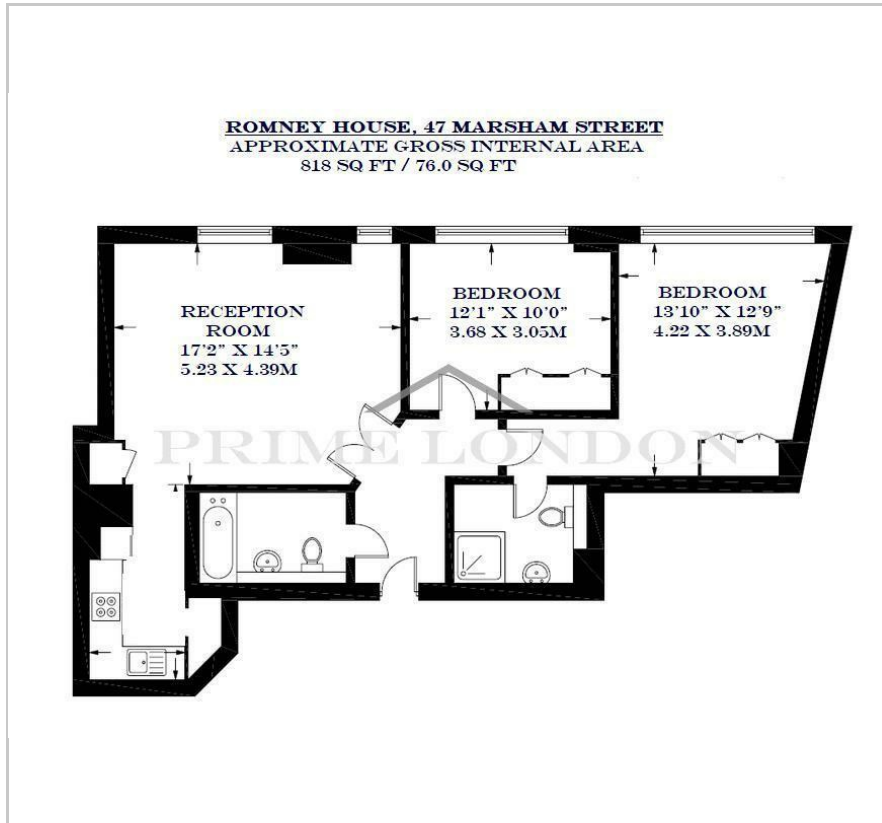 ROMNEY HOUSE, 47 MARSHAM STREET
APPROXIMATE GROSS INTERNAL AREA
818 SQ FT / 76.0 SQ FT
RECEPTION
ROOM
17'2" X 14'5"
5.23 X 4.39M
BEDROOM
12'1" X 10'0"
3.68 X 3.05M
BEDROOM
13'10" X 12'9"
4.22 X 3.89M
PRIME LONDON